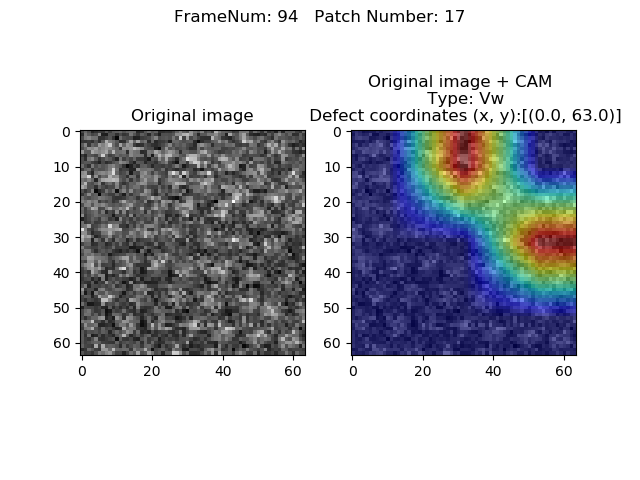 FrameNum: 94   Patch Number: 17
Original image
Original image + CAM
Type: Vw
Defect coordinates (x, y):[(0.0, 63.0)]
0
10
20
30
40
50
60
0 20 40 60
0
10
20
30
40
50
60
0 20 40 60